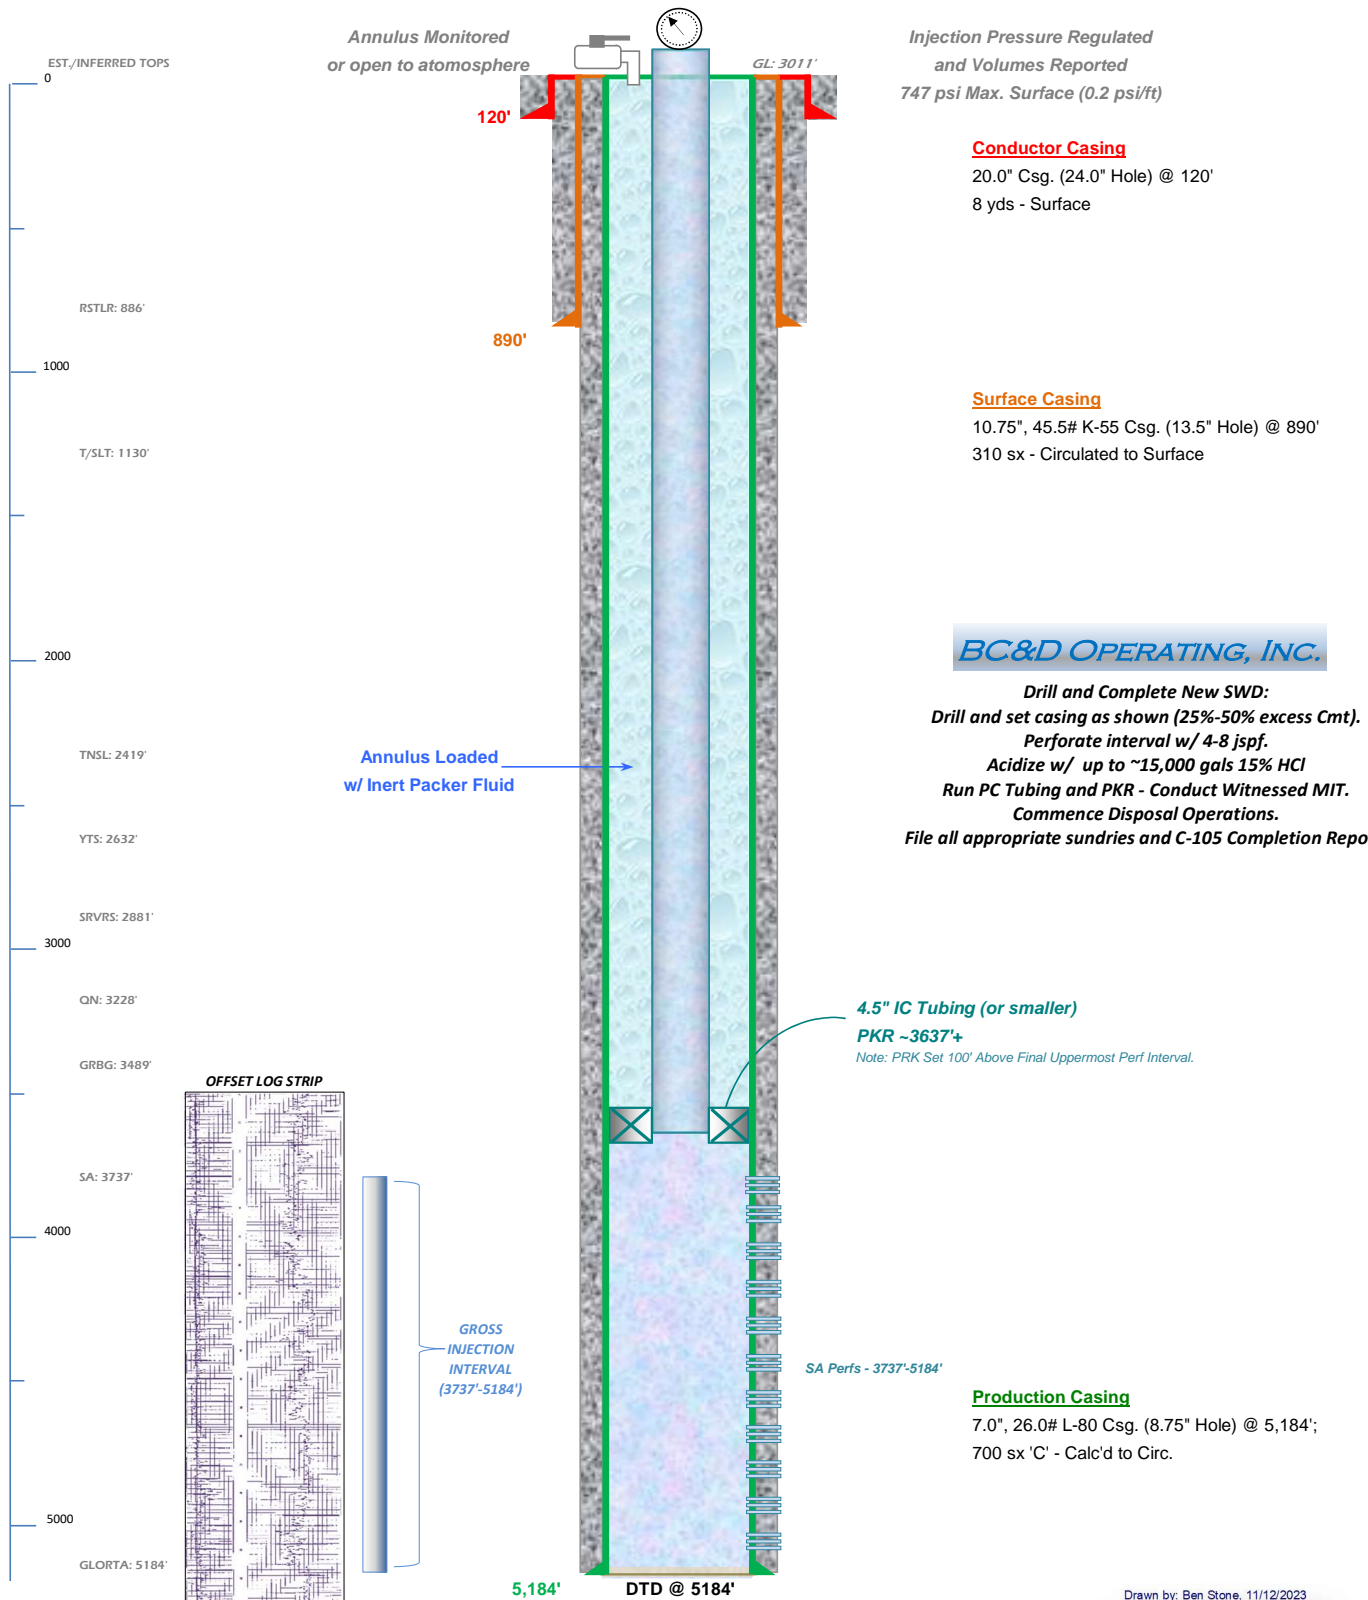 Annulus Monitored
or open to atomosphere
GL: 3011'
Injection Pressure Regulated
and Volumes Reported
747 psi Max. Surface (0.2 psi/ft)
EST./INFERRED TOPS
0
120'
Conductor Casing
20.0" Csg. (24.0" Hole) @ 120'
8 yds - Surface
RSTLR: 886'
890'
1000
Surface Casing
10.75", 45.5# K-55 Csg. (13.5" Hole) @ 890'
310 sx - Circulated to Surface
T/SLT: 1130'
2000
BC&D OPERATING, INC.
Drill and Complete New SWD:
Drill and set casing as shown (25%-50% excess Cmt).
Perforate interval w/ 4-8 jspf.
Acidize w/ up to ~15,000 gals 15% HCl
Run PC Tubing and PKR - Conduct Witnessed MIT.
Commence Disposal Operations.
File all appropriate sundries and C-105 Completion Repo
TNSL: 2419'
Annulus Loaded
w/ Inert Packer Fluid
YTS: 2632'
SRVRS: 2881'
3000
QN: 3228'
4.5" IC Tubing (or smaller)
PKR ~3637'+
Note: PRK Set 100' Above Final Uppermost Perf Interval.
GRBG: 3489'
OFFSET LOG STRIP
SA: 3737'
4000
GROSS
INJECTION
INTERVAL
(3737'-5184')
SA Perfs - 3737'-5184'
Production Casing
7.0", 26.0# L-80 Csg. (8.75" Hole) @ 5,184';
700 sx 'C' - Calc'd to Circ.
5000
GLORTA: 5184'
5,184'
DTD @ 5184'
Drawn by: Ben Stone, 11/12/2023